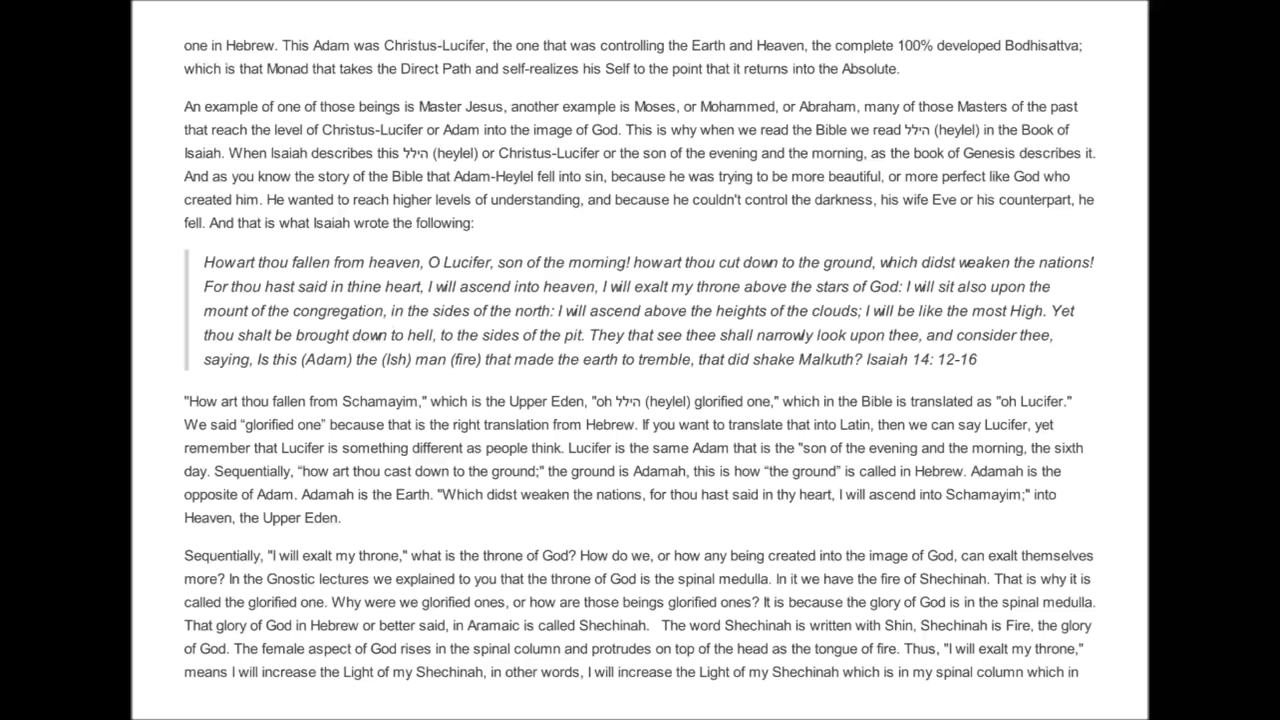 one in Hebrew. This Adam was Christus-Lucifer, the one that was controlling the Earth and Heaven, the complete 100% developed Bodhisattva;
which is that Monad that takes the Direct Path and self-realizes his Self to the point that it returns into the Absolute.
An example of one of those beings is Master Jesus, another example is Moses, or Mohammed, or Abraham, many of those Masters of the past
that reach the level of Christus-Lucifer or Adam into the image of God. This is why when we read the Bible we read הילל (heylel) in the Book of
Isaiah. When Isaiah describes this הילל (heylel) or Christus-Lucifer or the son of the evening and the morning, as the book of Genesis describes it.
And as you know the story of the Bible that Adam-Heylel fell into sin, because he was trying to be more beautiful, or more perfect like God who
created him. He wanted to reach higher levels of understanding, and because he couldn't control the darkness, his wife Eve or his counterpart, he
fell. And that is what Isaiah wrote the following:
How art thou fallen from heaven, O Lucifer, son of the morning! how art thou cut down to the ground, which didst weaken the nations!
For thou hast said in thine heart, I will ascend into heaven, I will exalt my throne above the stars of God: I will sit also upon the
mount of the congregation, in the sides of the north: I will ascend above the heights of the clouds; I will be like the most High. Yet
thou shalt be brought down to hell, to the sides of the pit. They that see thee shall narrowly look upon thee, and consider thee,
saying, Is this (Adam) the (Ish) man (fire) that made the earth to tremble, that did shake Malkuth? Isaiah 14: 12-16
"How art thou fallen from Schamayim," which is the Upper Eden, "oh הילל (heylel) glorified one," which in the Bible is translated as "oh Lucifer."
We said “glorified one” because that is the right translation from Hebrew. If you want to translate that into Latin, then we can say Lucifer, yet
remember that Lucifer is something different as people think. Lucifer is the same Adam that is the "son of the evening and the morning, the sixth
day. Sequentially, “how art thou cast down to the ground;" the ground is Adamah, this is how “the ground” is called in Hebrew. Adamah is the
opposite of Adam. Adamah is the Earth. "Which didst weaken the nations, for thou hast said in thy heart, I will ascend into Schamayim;" into
Heaven, the Upper Eden.
Sequentially, "I will exalt my throne," what is the throne of God? How do we, or how any being created into the image of God, can exalt themselves
more? In the Gnostic lectures we explained to you that the throne of God is the spinal medulla. In it we have the fire of Shechinah. That is why it is
called the glorified one. Why were we glorified ones, or how are those beings glorified ones? It is because the glory of God is in the spinal medulla.
That glory of God in Hebrew or better said, in Aramaic is called Shechinah. The word Shechinah is written with Shin, Shechinah is Fire, the glory
of God. The female aspect of God rises in the spinal column and protrudes on top of the head as the tongue of fire. Thus, "I will exalt my throne,"
means I will increase the Light of my Shechinah, in other words, I will increase the Light of my Shechinah which is in my spinal column which in